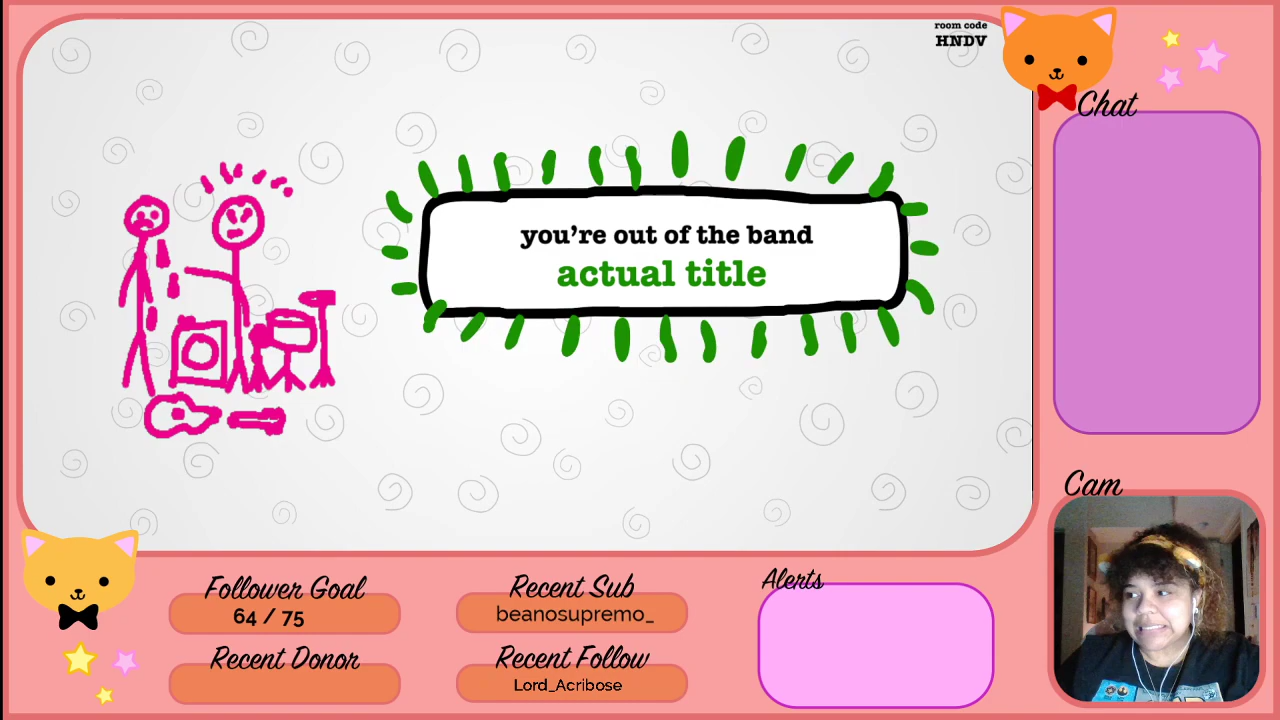 room code
HNDV
Chat
you're out of the band
actual title
Cam
Follower Goal
64 / 75
Recent Sub
beanosupremo_
Alerts
Recent Donor
Recent Follow
Lord_Acribose